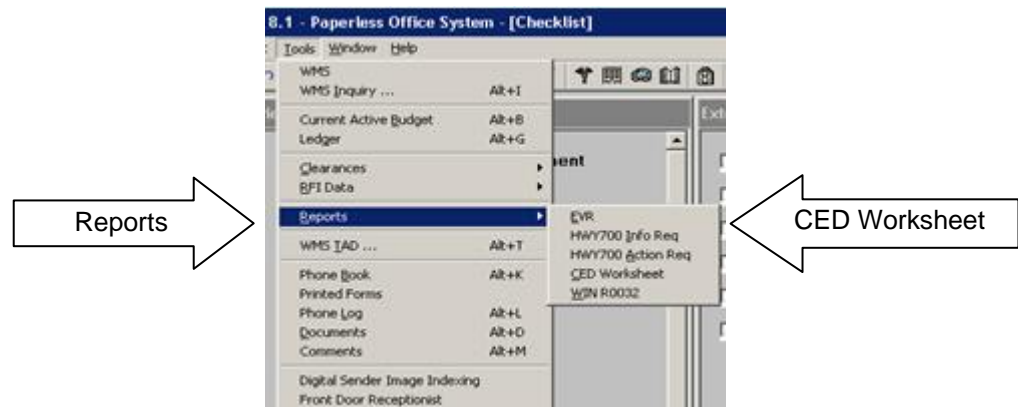 8.1 - Paperless Office System - [Checklist]
Tools Window Help
WMS
WMS Inquiry ... Alt+I
Current Active Budget Alt+B
Ledger Alt+G
Clearances
RFI Data
Reports
WMS TAD ... Alt+T
Phone Book Alt+K
Printed Forms
Phone Log Alt+L
Documents Alt+D
Comments Alt+M
Digital Sender Image Indexing
Front Door Receptionist
EVR
HWY700 Info Req
HWY700 Action Req
CED Worksheet
WIN R0032
ent
Ext
Reports
CED Worksheet